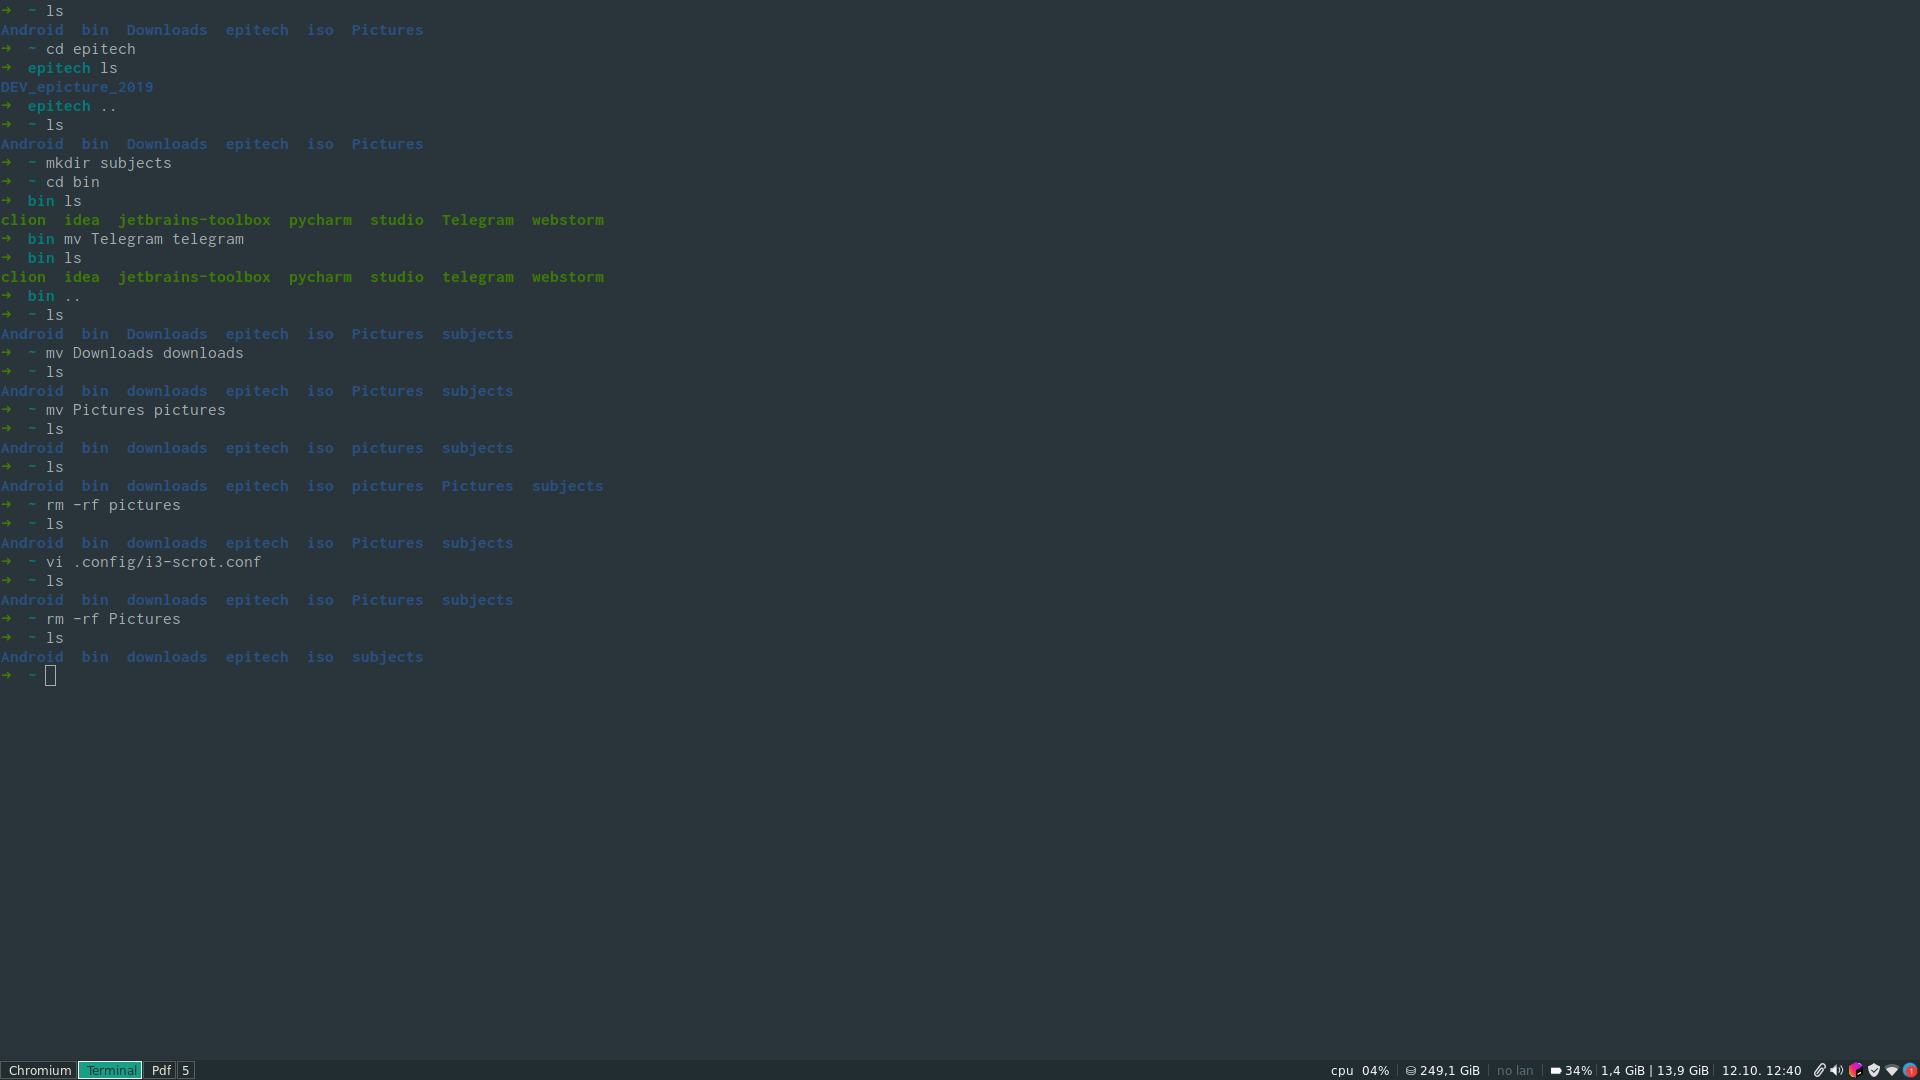 ➜  ~ ls
Android  bin  Downloads  epitech  iso  Pictures
➜  ~ cd epitech
➜  epitech ls
DEV_epicture_2019
➜  epitech ..
➜  ~ ls
Android  bin  Downloads  epitech  iso  Pictures
➜  ~ mkdir subjects
➜  ~ cd bin
➜  bin ls
clion  idea  jetbrains-toolbox  pycharm  studio  Telegram  webstorm
➜  bin mv Telegram telegram
➜  bin ls
clion  idea  jetbrains-toolbox  pycharm  studio  telegram  webstorm
➜  bin ..
➜  ~ ls
Android  bin  Downloads  epitech  iso  Pictures  subjects
➜  ~ mv Downloads downloads
➜  ~ ls
Android  bin  downloads  epitech  iso  Pictures  subjects
➜  ~ mv Pictures pictures
➜  ~ ls
Android  bin  downloads  epitech  iso  pictures  subjects
➜  ~ ls
Android  bin  downloads  epitech  iso  pictures  Pictures  subjects
➜  ~ rm -rf pictures
➜  ~ ls
Android  bin  downloads  epitech  iso  Pictures  subjects
➜  ~ vi .config/i3-scrot.conf
➜  ~ ls
Android  bin  downloads  epitech  iso  Pictures  subjects
➜  ~ rm -rf Pictures
➜  ~ ls
Android  bin  downloads  epitech  iso  subjects
➜  ~
Chromium Terminal Pdf 5 cpu 04% | 249,1 GiB | no lan | 34% | 1,4 GiB | 13,9 GiB | 12.10. 12:40 1